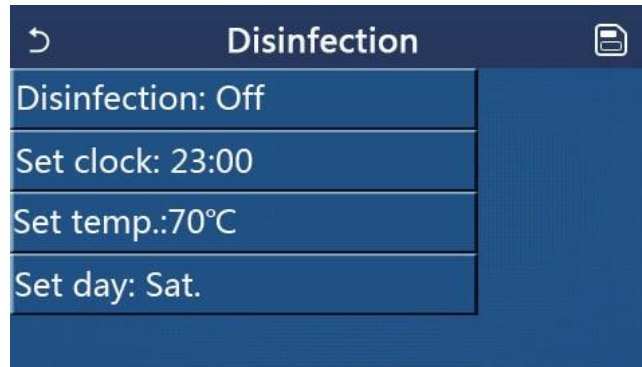 Disinfection
Disinfection: Off
Set clock: 23:00
Set temp.:70℃
Set day: Sat.